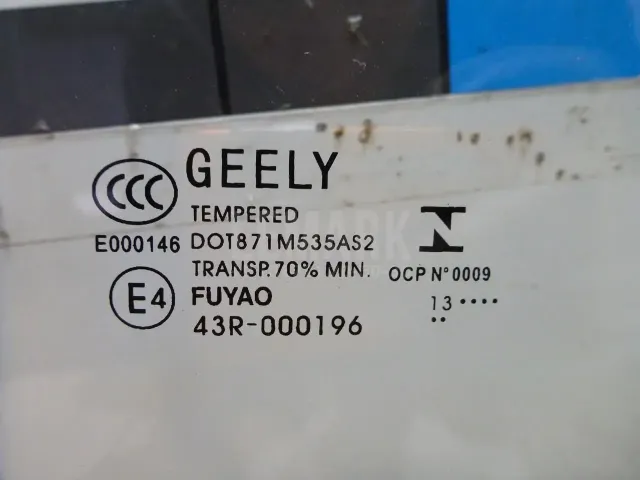 CCC
GEELY
TEMPERED
E000146 DOT871M535AS2
TRANSP. 70% MIN.
E4
FUYAO
43R-000196
N
OCP N° 0009
13 ••••
••